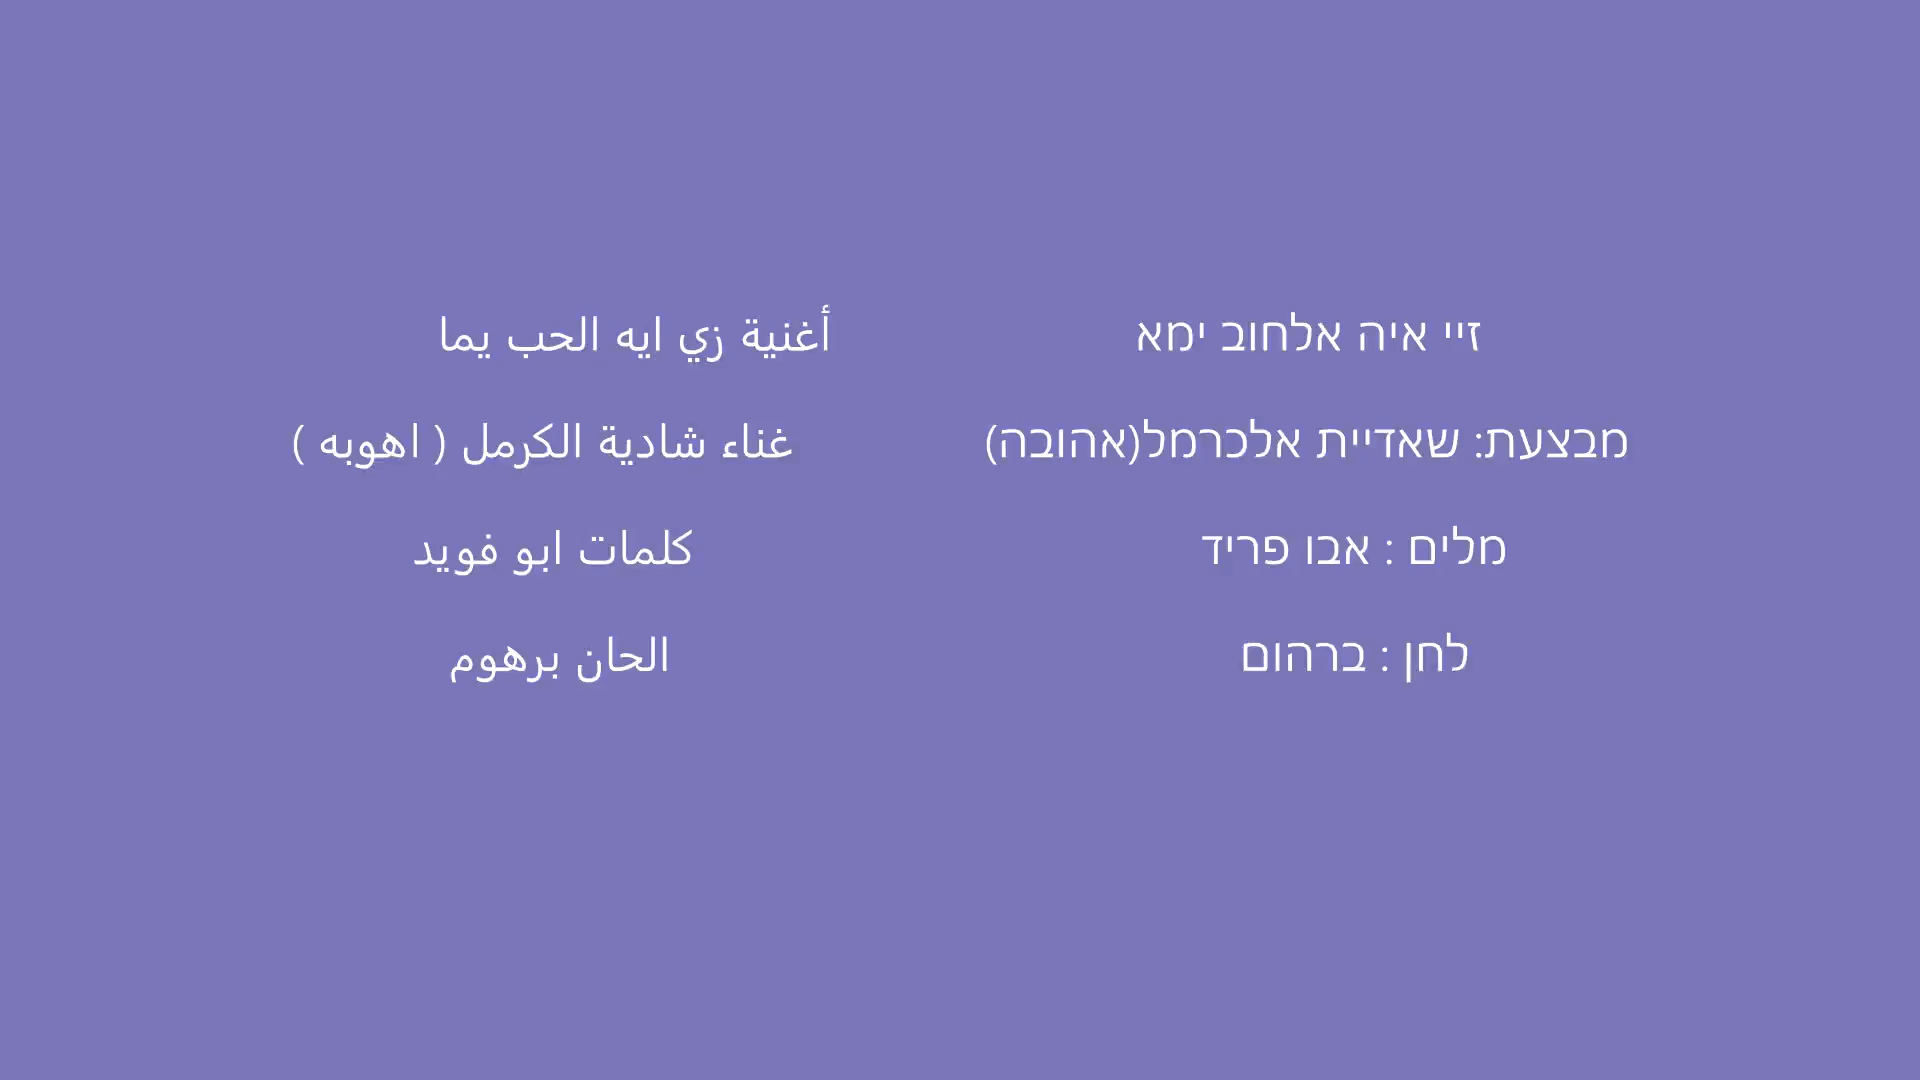 זיי איה אלחוב ימא
מבצעת: שאדיית אלכרמל(אהובה)
מלים : אבו פריד
לחן : ברהום
أغنية زي ايه الحب يما
غناء شادية الكرمل ( اهوبه )
كلمات ابو فويد
الحان برهوم